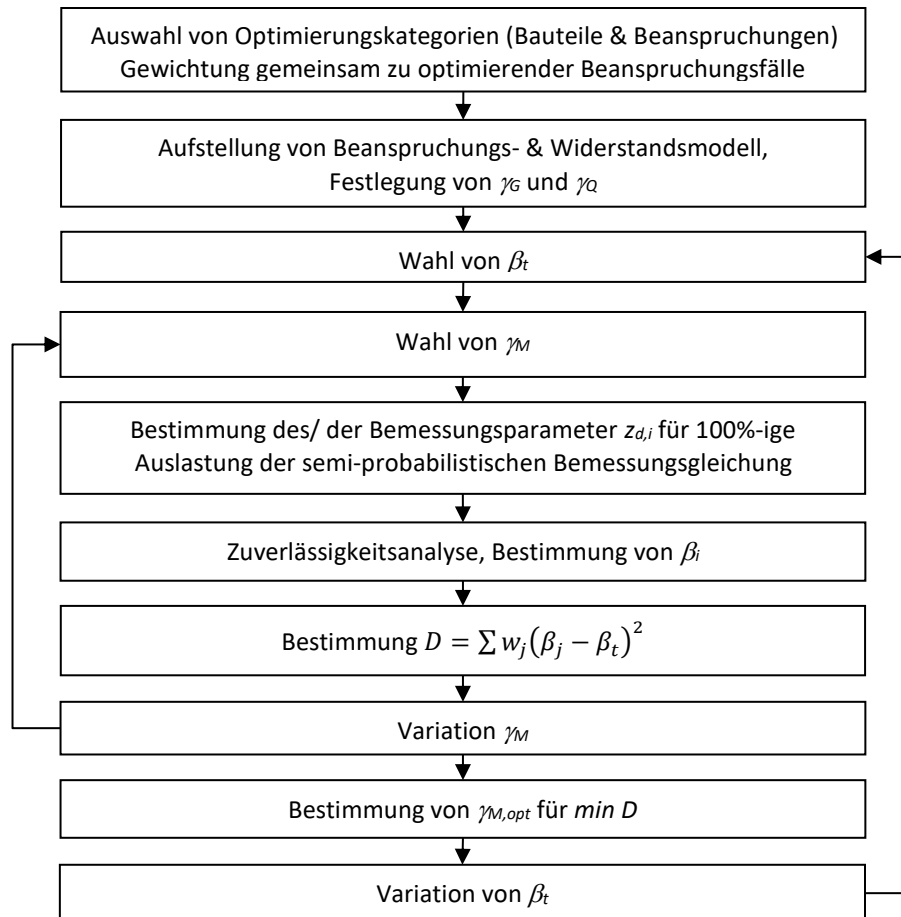 Auswahl von Optimierungskategorien (Bauteile & Beanspruchungen)
Gewichtung gemeinsam zu optimierender Beanspruchungsfälle
Aufstellung von Beanspruchungs- & Widerstandsmodell,
Festlegung von γG und γQ
Wahl von βt
Wahl von γM
Bestimmung des/ der Bemessungsparameter zd,i für 100%-ige
Auslastung der semi-probabilistischen Bemessungsgleichung
Zuverlässigkeitsanalyse, Bestimmung von βi
Bestimmung D = ∑ wj(βj − βt)²
Variation γM
Bestimmung von γM,opt für min D
Variation von βt